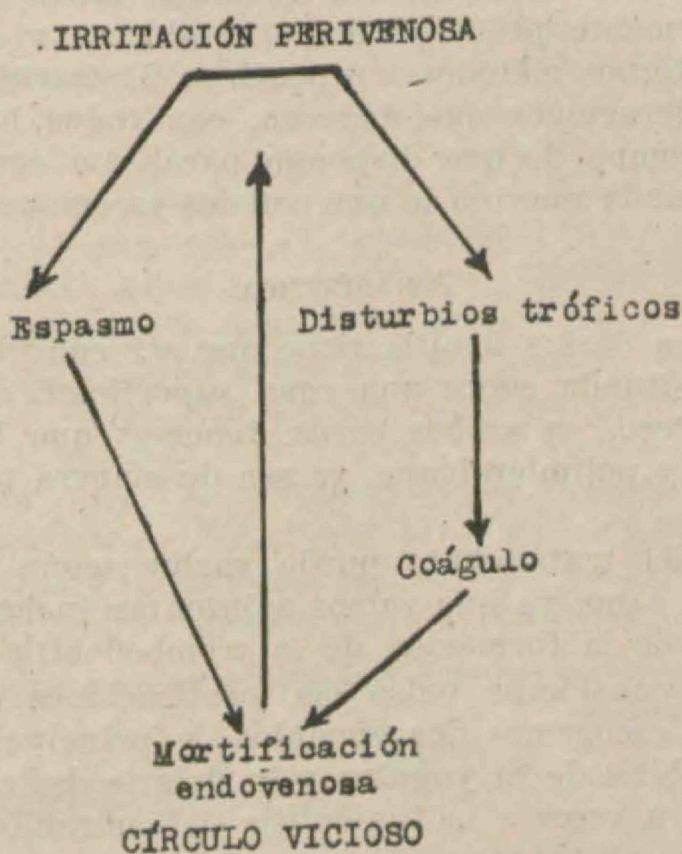 IRRITACIÓN PERIVENOSA
Espasmo
Disturbios tróficos
Coágulo
Mortificación
endovenosa
CÍRCULO VICIOSO